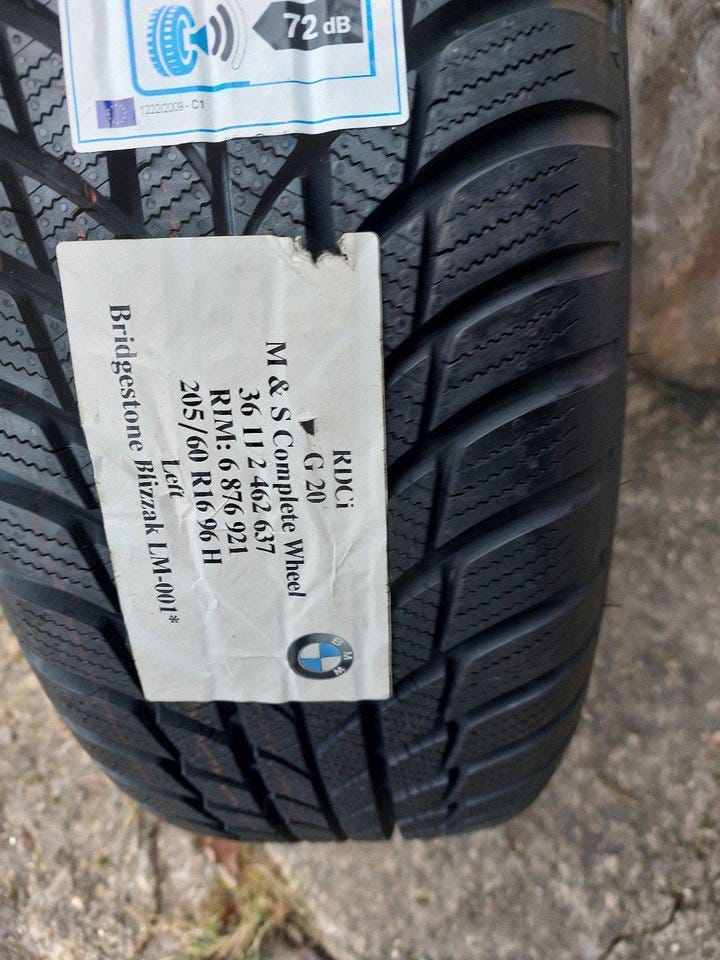 72 dB
1222/2009 - C1
RDCi
G 20
M & S Complete Wheel
36 11 2 462 637
RIM: 6 876 921
205/60 R16 96 H
Left
Bridgestone Blizzak LM-001*
BMW